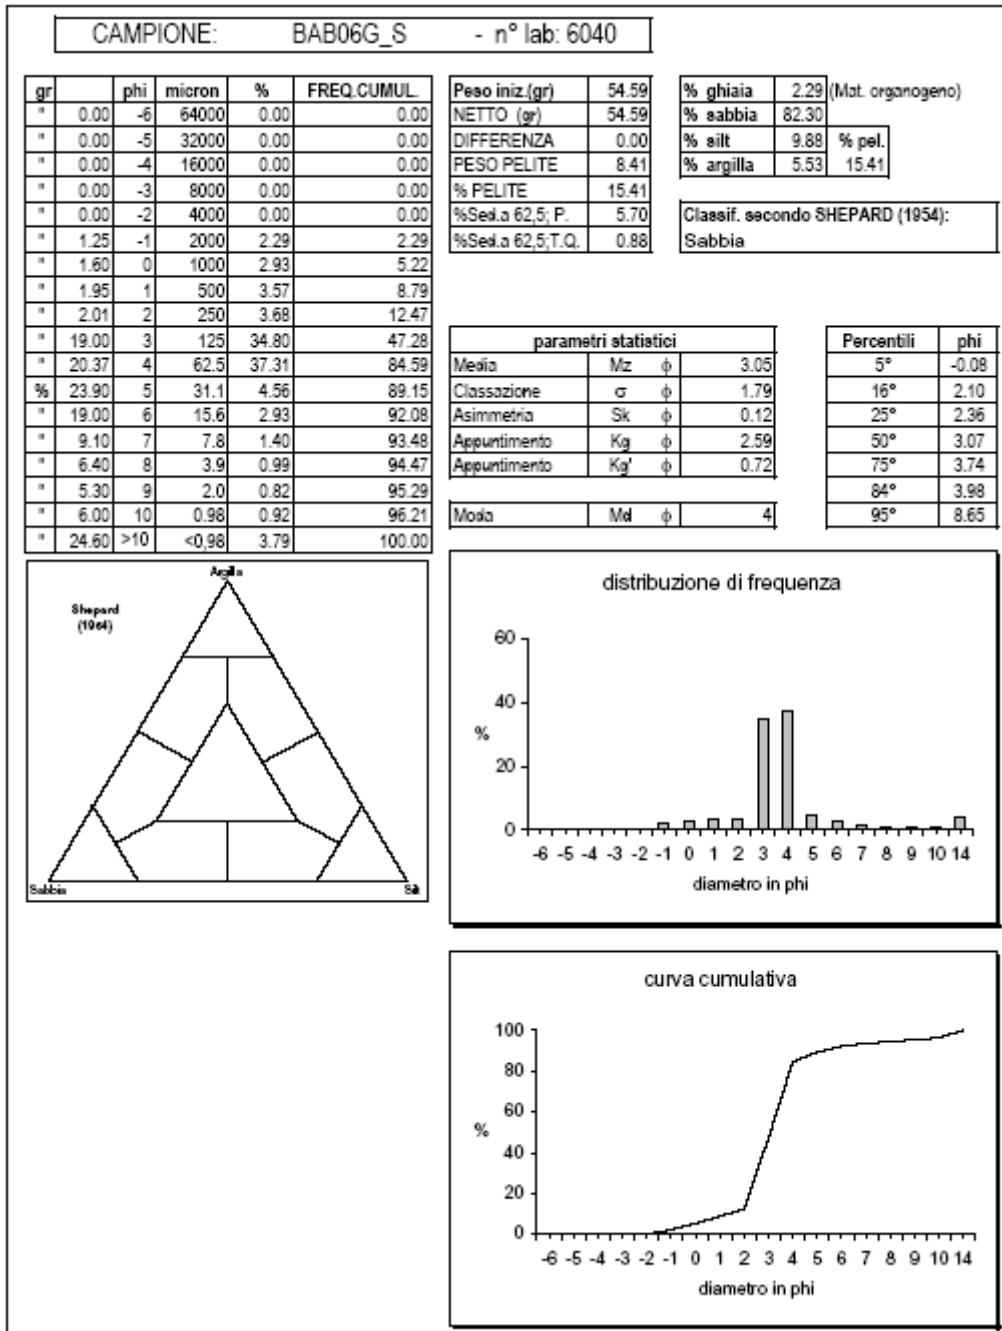 CAMPIONE: BAB06G_S - n° lab: 6040
gr phi micron % FREQ.CUMUL.
" 0.00 -6 64000 0.00 0.00
" 0.00 -5 32000 0.00 0.00
" 0.00 -4 16000 0.00 0.00
" 0.00 -3 8000 0.00 0.00
" 0.00 -2 4000 0.00 0.00
" 1.25 -1 2000 2.29 2.29
" 1.60 0 1000 2.93 5.22
" 1.95 1 500 3.57 8.79
" 2.01 2 250 3.68 12.47
" 19.00 3 125 34.80 47.28
" 20.37 4 62.5 37.31 84.59
% 23.90 5 31.1 4.56 89.15
" 19.00 6 15.6 2.93 92.08
" 9.10 7 7.8 1.40 93.48
" 6.40 8 3.9 0.99 94.47
" 5.30 9 2.0 0.82 95.29
" 6.00 10 0.98 0.92 96.21
" 24.60 >10 <0,98 3.79 100.00
Peso iniz.(gr) 54.59
NETTO (gr) 54.59
DIFFERENZA 0.00
PESO PELITE 8.41
% PELITE 15.41
%Sed.a 62,5; P. 5.70
%Sed.a 62,5;T.Q. 0.88
% ghiaia 2.29 (Mat. organogeno)
% sabbia 82.30
% silt 9.88 % pel.
% argilla 5.53 15.41
Classif. secondo SHEPARD (1954):
Sabbia
parametri statistici
Media Mz ϕ 3.05
Classazione σ ϕ 1.79
Asimmetria Sk ϕ 0.12
Appuntimento Kg ϕ 2.59
Appuntimento Kg' ϕ 0.72
Moda Md ϕ 4
Percentili phi
5° -0.08
16° 2.10
25° 2.36
50° 3.07
75° 3.74
84° 3.98
95° 8.65
Argilla
Shepard
(1954)
Sabbia Silt
distribuzione di frequenza
60
40
%
20
0
-6 -5 -4 -3 -2 -1 0 1 2 3 4 5 6 7 8 9 10 14
diametro in phi
curva cumulativa
100
80
60
%
40
20
0
-6 -5 -4 -3 -2 -1 0 1 2 3 4 5 6 7 8 9 10 14
diametro in phi